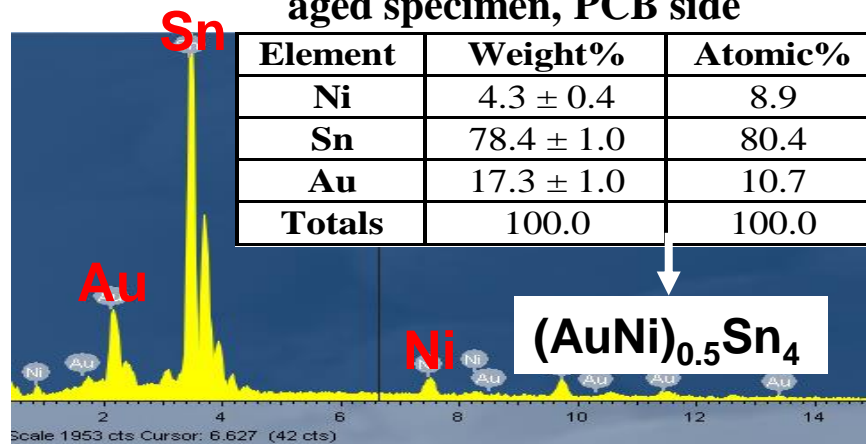 aged specimen, PCB side
Sn
Element Weight% Atomic%
Ni 4.3 ± 0.4 8.9
Sn 78.4 ± 1.0 80.4
Au 17.3 ± 1.0 10.7
Totals 100.0 100.0
Au
Ni
(AuNi)₀.₅Sn₄
Ni Au Ni Au Au Au Au
2 4 6 8 10 12 14
Scale 1953 cts Cursor: 6.627 (42 cts)